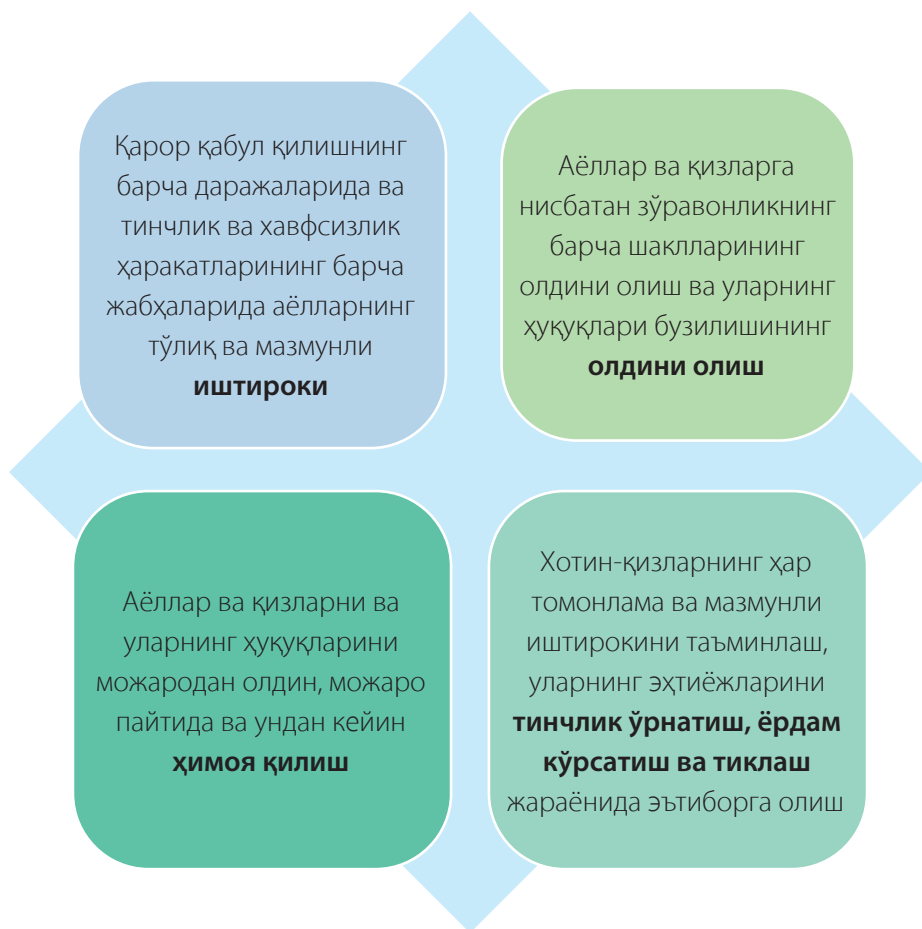 Қарор қабул қилишнинг
барча даражаларида ва
тинчлик ва хавфсизлик
ҳаракатларининг барча
жабҳаларида аёлларнинг
тўлиқ ва мазмунли
иштироки
Аёллар ва қизларга
нисбатан зўравонликнинг
барча шаклларининг
олдини олиш ва уларнинг
ҳуқуқлари бузилишининг
олдини олиш
Аёллар ва қизларни ва
уларнинг ҳуқуқларини
можародан олдин, можаро
пайтида ва ундан кейин
ҳимоя қилиш
Хотин-қизларнинг ҳар
томонлама ва мазмунли
иштирокини таъминлаш,
уларнинг эҳтиёжларини
тинчлик ўрнатиш, ёрдам
кўрсатиш ва тиклаш
жараёнида эътиборга олиш